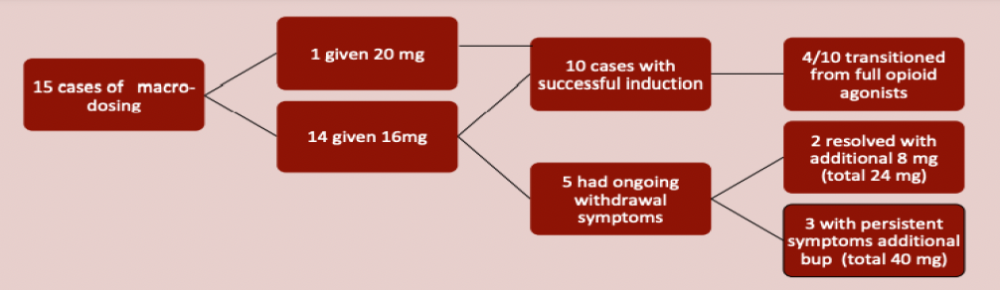 15 cases of macro-
dosing
1 given 20 mg
14 given 16mg
10 cases with
successful induction
5 had ongoing
withdrawal
symptoms
4/10 transitioned
from full opioid
agonists
2 resolved with
additional 8 mg
(total 24 mg)
3 with persistent
symptoms additional
bup (total 40 mg)